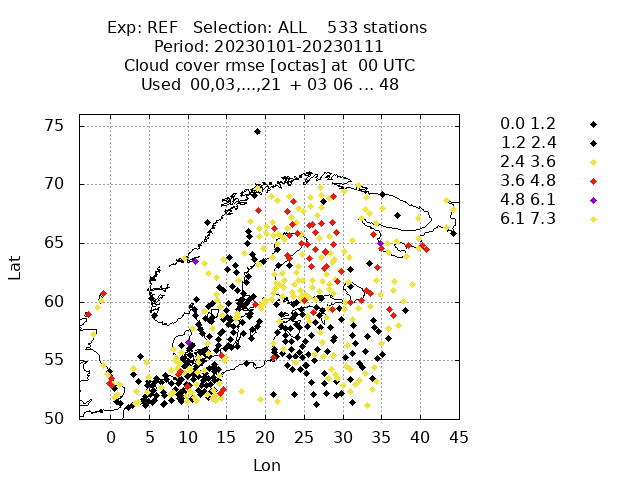 Exp: REF   Selection: ALL    533 stations
Period: 20230101-20230111
Cloud cover rmse [octas] at  00 UTC
Used  00,03,...,21  + 03 06 ... 48
75
70
65
60
55
50
Lat
0 5 10 15 20 25 30 35 40 45
Lon
0.0 1.2
1.2 2.4
2.4 3.6
3.6 4.8
4.8 6.1
6.1 7.3